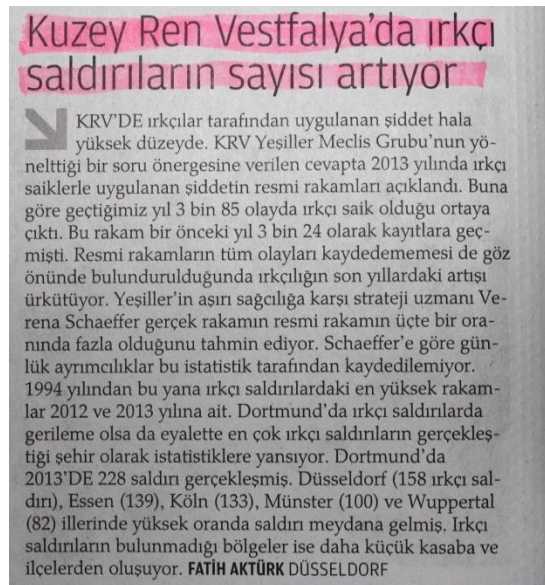 Kuzey Ren Vestfalya'da ırkçı
saldırıların sayısı artıyor
KRV'DE ırkçılar tarafından uygulanan şiddet hala
yüksek düzeyde. KRV Yeşiller Meclis Grubu'nun yö-
nelttiği bir soru önergesine verilen cevapta 2013 yılında ırkçı
saiklerle uygulanan şiddetin resmi rakamları açıklandı. Buna
göre geçtiğimiz yıl 3 bin 85 olayda ırkçı saik olduğu ortaya
çıktı. Bu rakam bir önceki yıl 3 bin 24 olarak kayıtlara geç-
mişti. Resmi rakamların tüm olayları kaydedememesi de göz
önünde bulundurulduğunda ırkçılığın son yıllardaki artışı
ürkütüyor. Yeşiller'in aşırı sağcılığa karşı strateji uzmanı Ve-
rena Schaeffer gerçek rakamın resmi rakamın üçte bir ora-
nında fazla olduğunu tahmin ediyor. Schaeffer'e göre gün-
lük ayrımcılıklar bu istatistik tarafından kaydedilemiyor.
1994 yılından bu yana ırkçı saldırılardaki en yüksek rakam-
lar 2012 ve 2013 yılına ait. Dortmund'da ırkçı saldırılarda
gerileme olsa da eyalette en çok ırkçı saldırıların gerçekleş-
tiği şehir olarak istatistiklere yansıyor. Dortmund'da
2013'DE 228 saldırı gerçekleşmiş. Düsseldorf (158 ırkçı sal-
dırı), Essen (139), Köln (133), Münster (100) ve Wuppertal
(82) illerinde yüksek oranda saldırı meydana gelmiş. Irkçı
saldırıların bulunmadığı bölgeler ise daha küçük kasaba ve
ilçelerden oluşuyor. FATİH AKTÜRK DÜSSELDORF